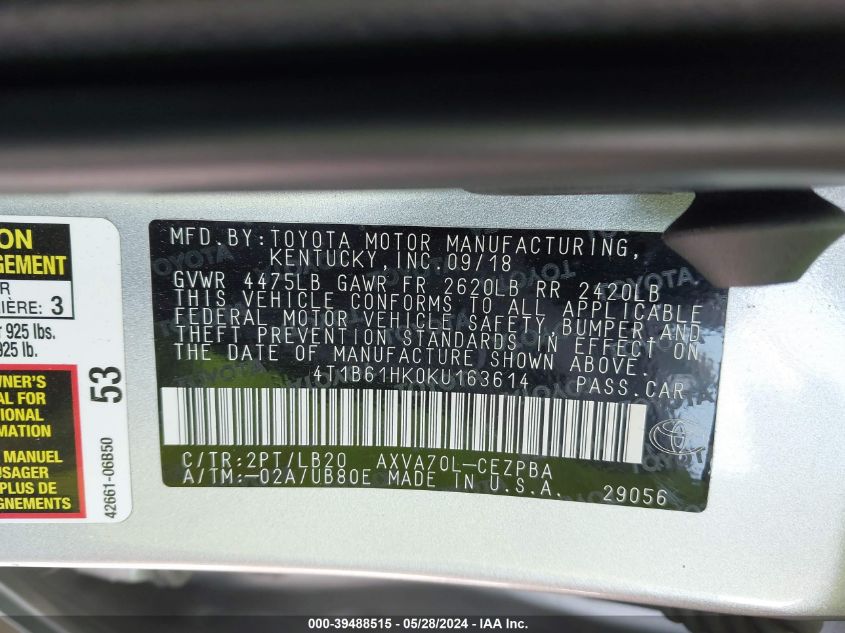 ON
GEMENT
R
IÈRE: 3
925 lbs.
925 lb.
WNER'S
AL FOR
TIONAL
RMATION
MANUEL
USAGER
PLUS DE
GNEMENTS
53
42661-06B50
MFD.BY:TOYOTA MOTOR MANUFACTURING,
KENTUCKY,INC.09/18
GVWR 4475LB GAWR FR 2620LB RR 2420LB
THIS VEHICLE CONFORMS TO ALL APPLICABLE
FEDERAL MOTOR VEHICLE SAFETY, BUMPER AND
THEFT PREVENTION STANDARDS IN EFFECT ON
THE DATE OF MANUFACTURE SHOWN ABOVE.
4T1B61HK0KU163614 PASS.CAR
C/TR:2PT/LB20 AXVA70L-CEZPBA
A/TM:-02A/UB80E MADE IN U.S.A. 29056
000-39488515 - 05/28/2024 - IAA Inc.